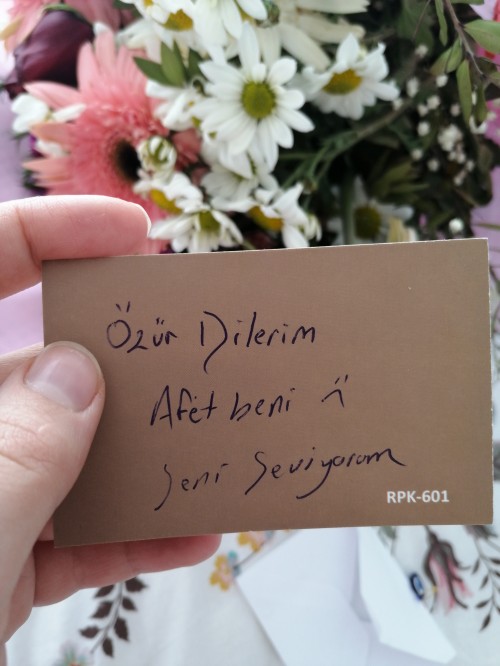 Özür Dilerim
Afet beni :(
Seni Seviyorum
RPK-601